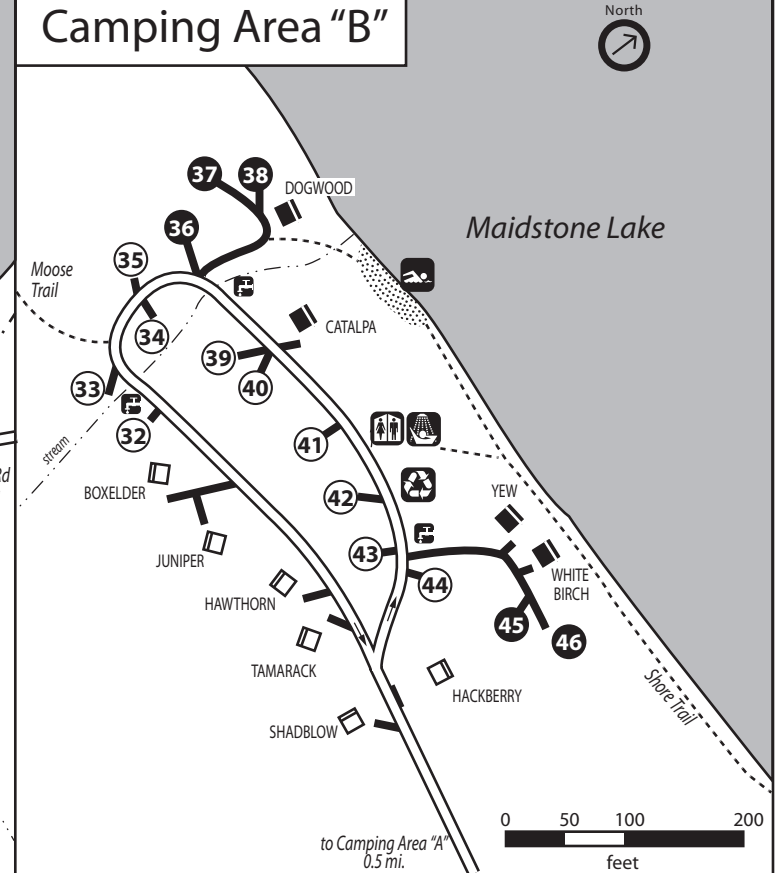 Camping Area "B"
North
37
38
DOGWOOD
36
Maidstone Lake
35
Moose
Trail
34
CATALPA
39
40
33
32
41
stream
d
BOXELDER
42
YEW
JUNIPER
43
44
WHITE
BIRCH
HAWTHORN
45
46
TAMARACK
HACKBERRY
Shore Trail
SHADBLOW
0 50 100 200
feet
to Camping Area "A"
0.5 mi.